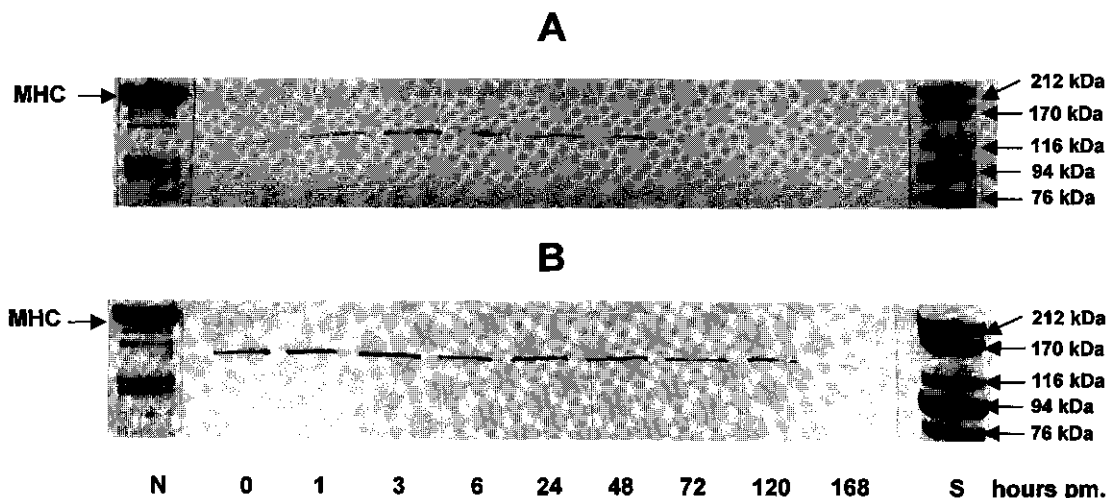 A
MHC
212 kDa
170 kDa
116 kDa
94 kDa
76 kDa
B
MHC
212 kDa
170 kDa
116 kDa
94 kDa
76 kDa
N 0 1 3 6 24 48 72 120 168 S hours pm.